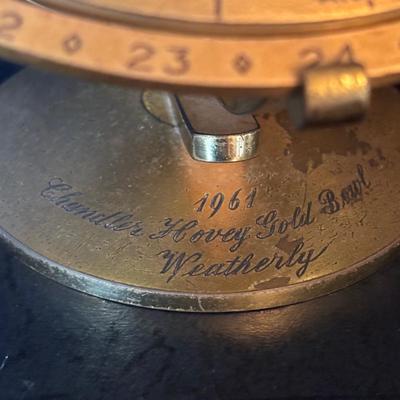 2 ◇ 23 ◇ 24
1961
Chandler Hovey Gold Bowl
Weatherly